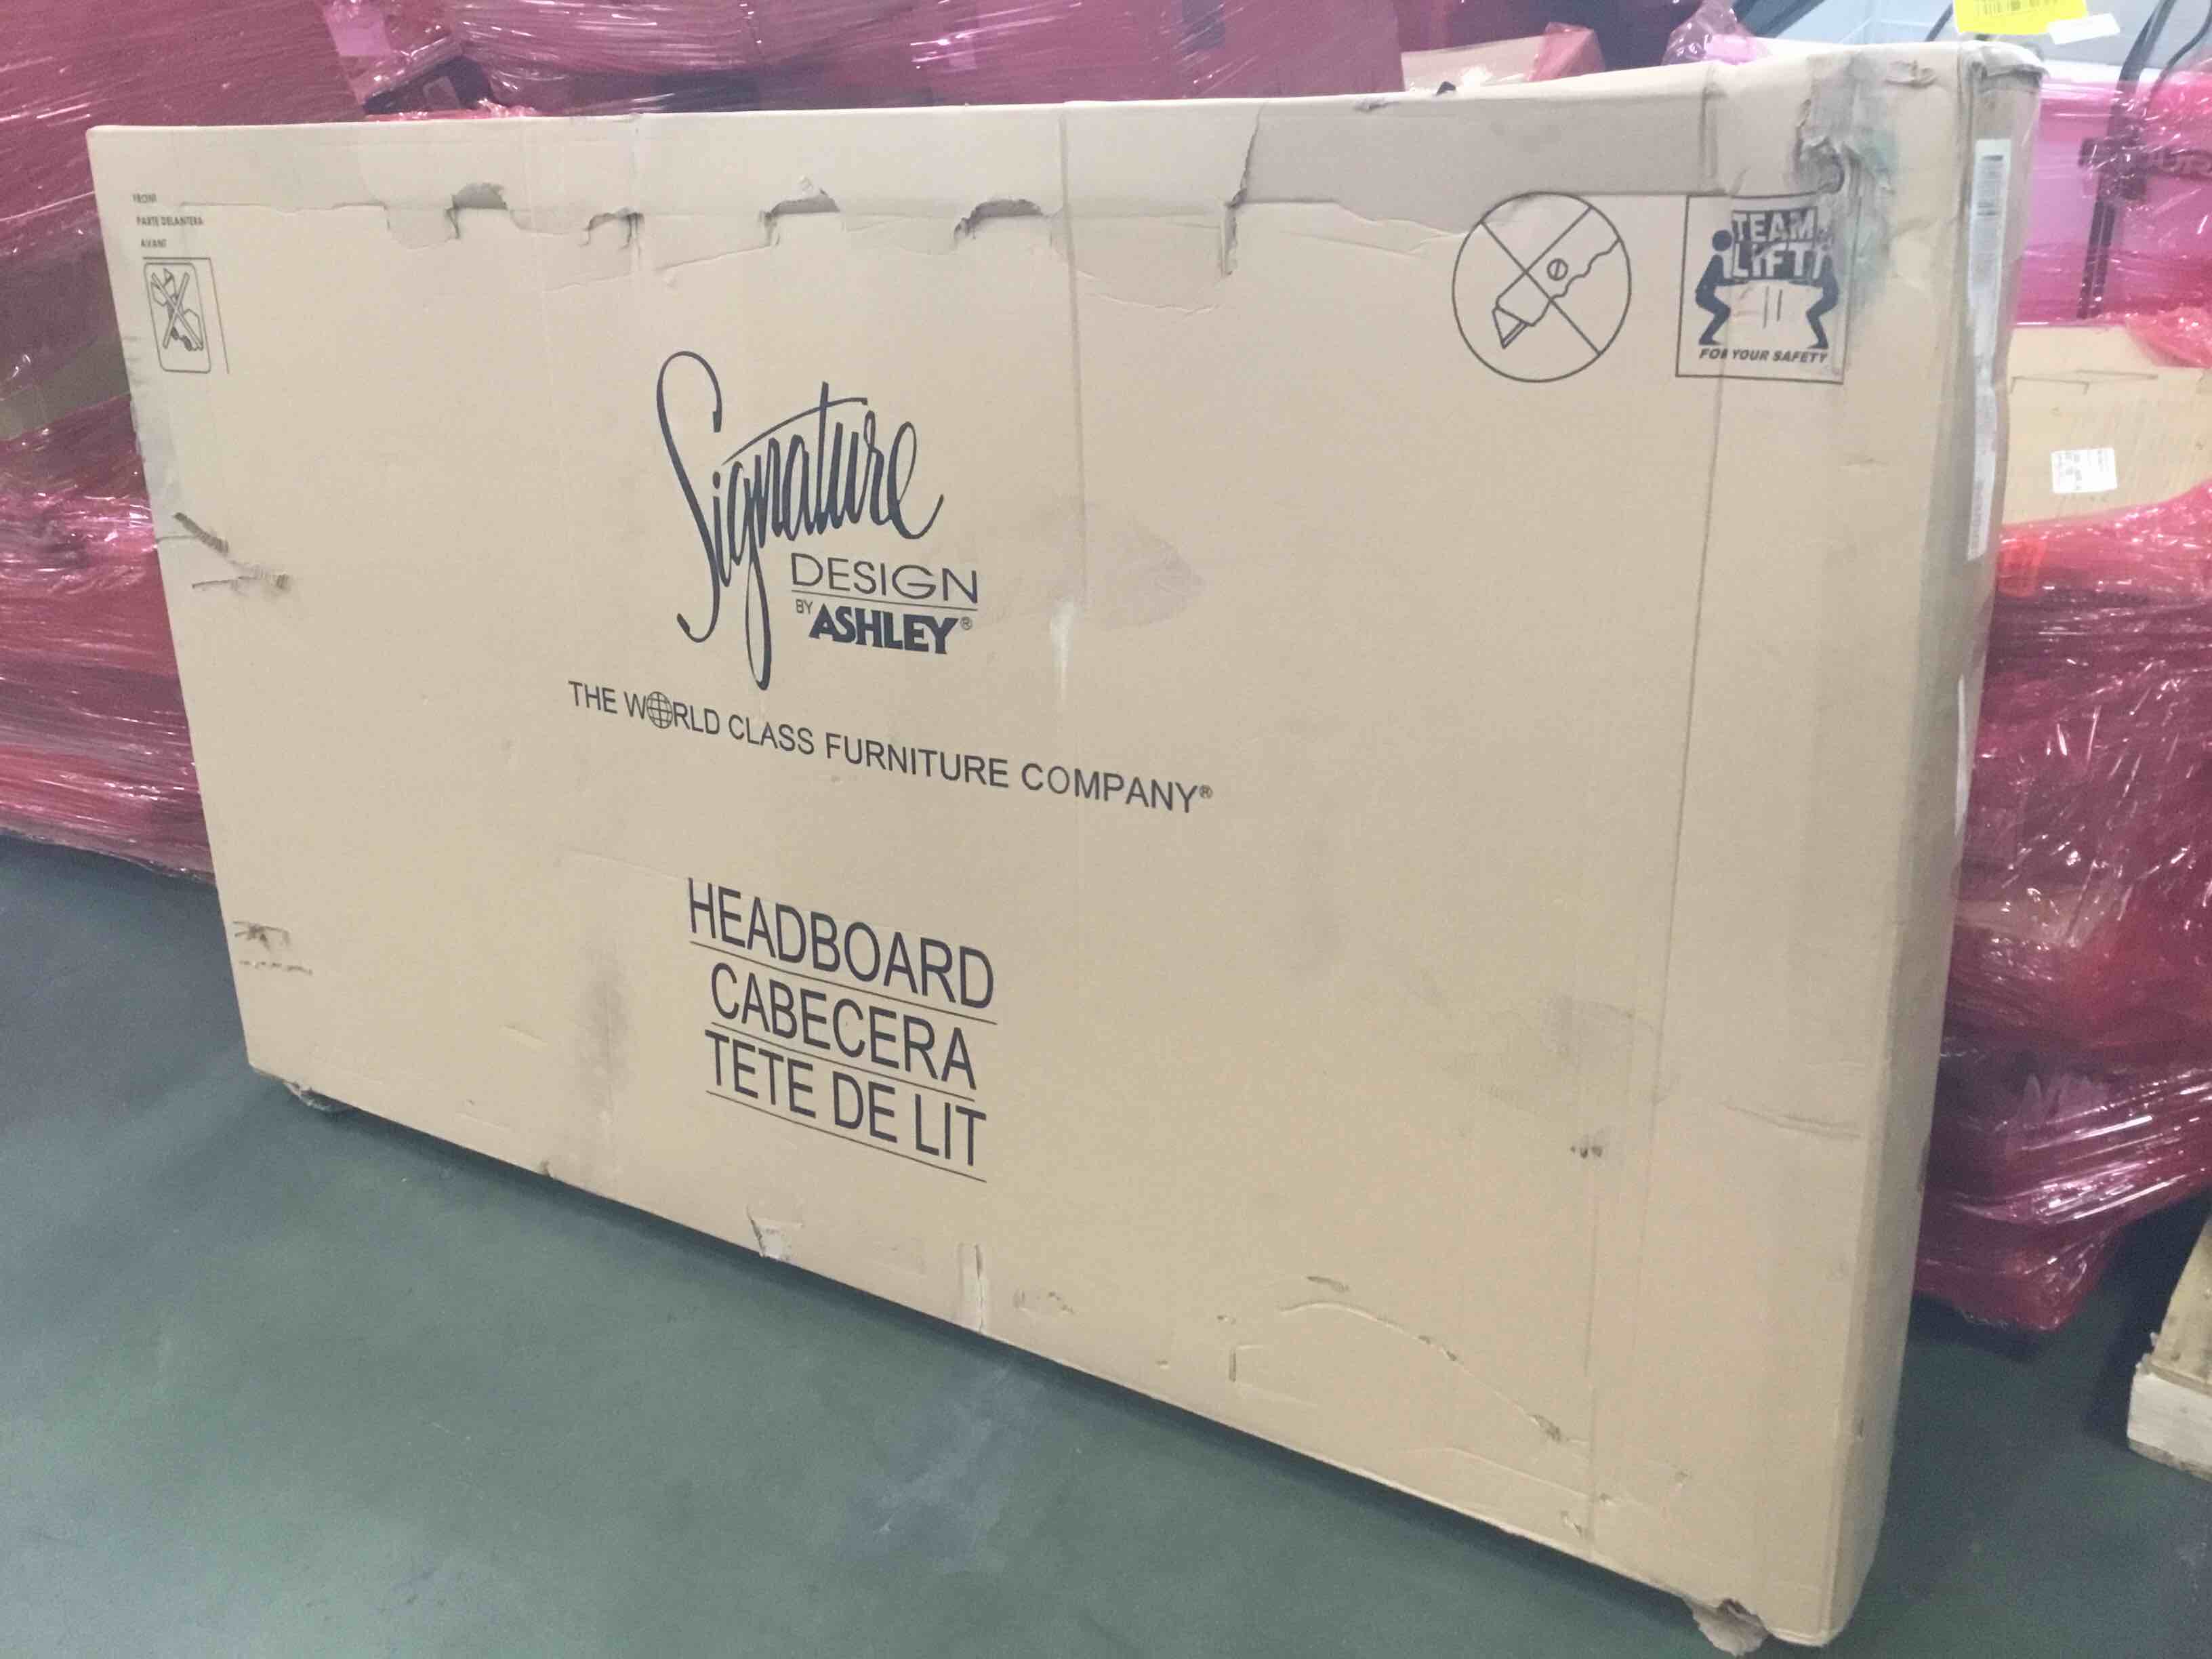 FRONT
PARTE DELANTERA
AVANT
TEAM
LIFT
FOR YOUR SAFETY
Signature
DESIGN
BY ASHLEY®
THE WORLD CLASS FURNITURE COMPANY®
HEADBOARD
CABECERA
TETE DE LIT